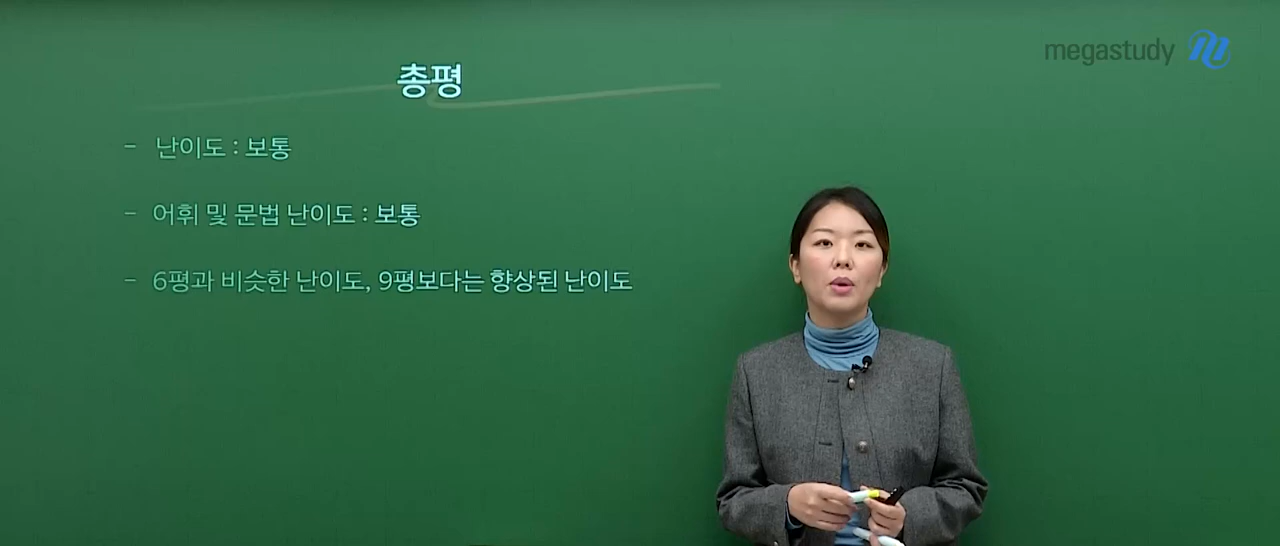 megastudy
총평
- 난이도 : 보통
- 어휘 및 문법 난이도 : 보통
- 6평과 비슷한 난이도, 9평보다는 향상된 난이도